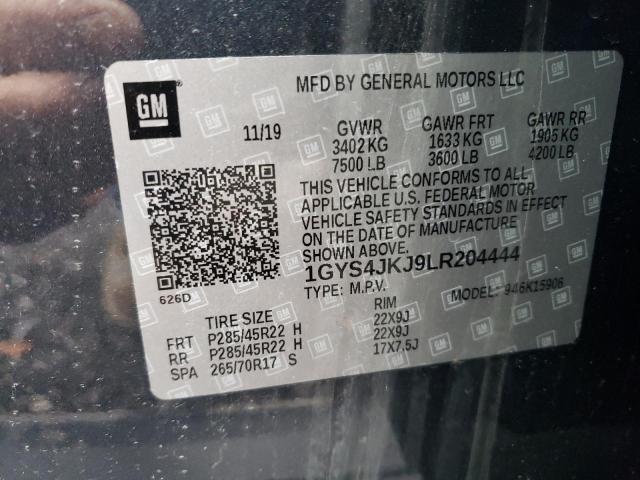 GM
MFD BY GENERAL MOTORS LLC
11/19
GVWR GAWR FRT GAWR RR
3402 KG 1633 KG 1905 KG
7500 LB 3600 LB 4200 LB
THIS VEHICLE CONFORMS TO ALL
APPLICABLE U.S. FEDERAL MOTOR
VEHICLE SAFETY STANDARDS IN EFFECT
ON THE DATE OF MANUFACTURE
SHOWN ABOVE.
1GYS4JKJ9LR204444
626D
TYPE: M.P.V. MODEL: 946K15906
TIRE SIZE RIM
FRT P285/45R22 H 22X9J
RR P285/45R22 H 22X9J
SPA 265/70R17 S 17X7.5J